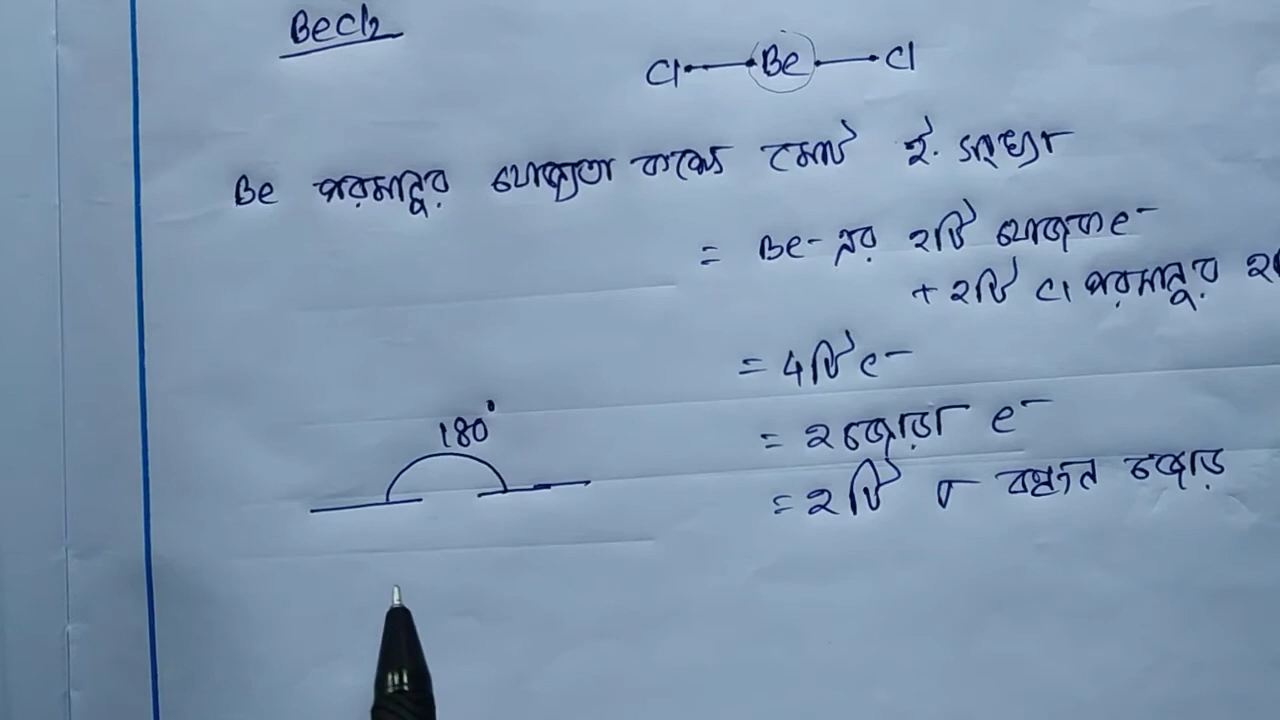 BeCl2
Cl Be Cl
Be পরমানুর যোজ্যতা কক্ষে মোট ই. সংখ্যা
= Be-এর ২টি যোজক e-
+ ২টি Cl পরমানুর
= 4টি e-
180°
= ২জোড়া e-
= ২টি σ বন্ধন জোড়